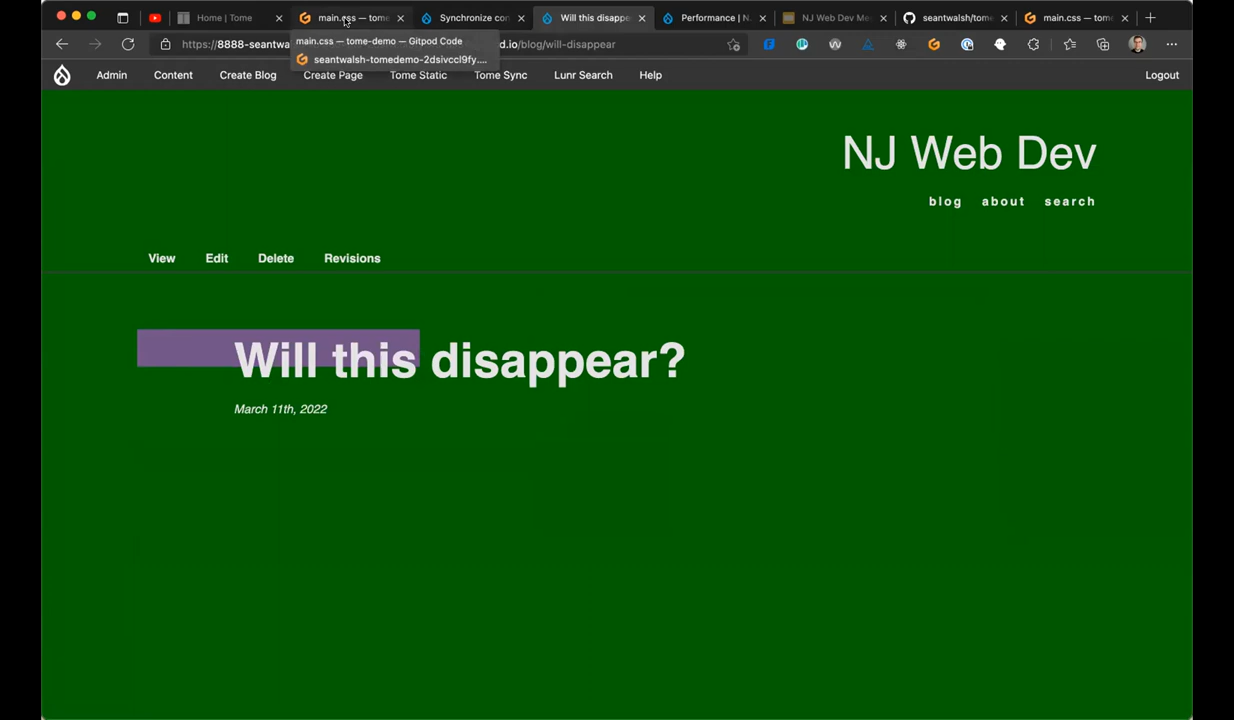 Home | Tome
main.css — tome-
Synchronize con
Will this disappe
Performance | N
NJ Web Dev Me
seantwalsh/tome
main.css — tome
https://8888-seantwa
d.io/blog/will-disappear
main.css — tome-demo — Gitpod Code
seantwalsh-tomedemo-2dsivccl9fy....
Admin
Content
Create Blog
Create Page
Tome Static
Tome Sync
Lunr Search
Help
Logout
NJ Web Dev
blog about search
View Edit Delete Revisions
Will this disappear?
March 11th, 2022